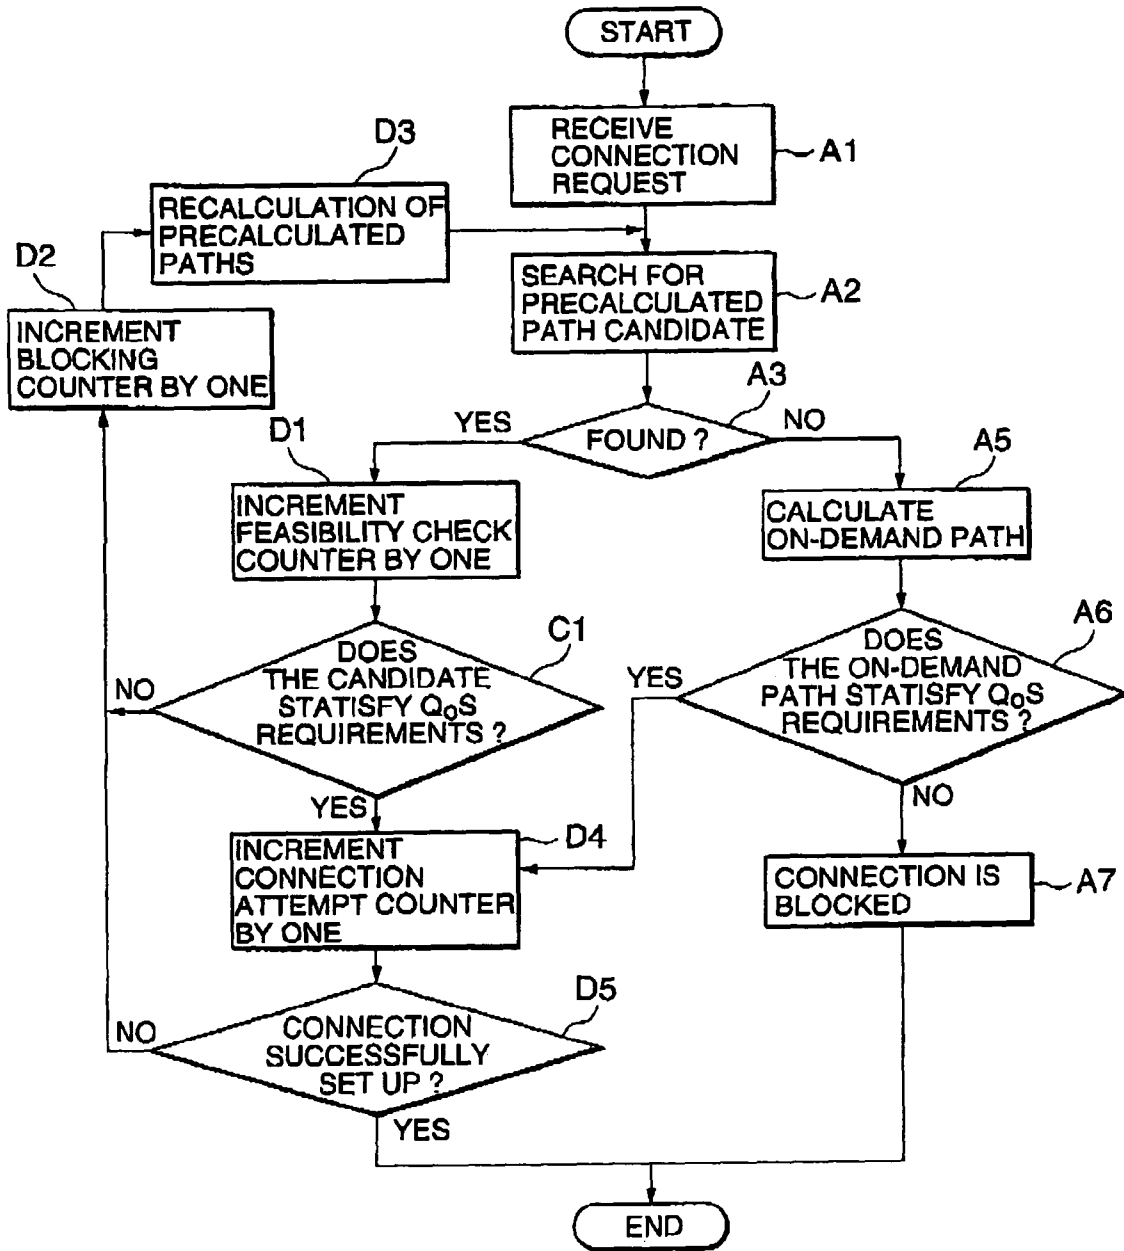 START
RECEIVE
CONNECTION
REQUEST
A1
D3
RECALCULATION OF
PRECALCULATED
PATHS
D2
INCREMENT
BLOCKING
COUNTER BY ONE
SEARCH FOR
PRECALCULATED
PATH CANDIDATE
A2
A3
FOUND ?
YES
NO
D1
INCREMENT
FEASIBILITY CHECK
COUNTER BY ONE
A5
CALCULATE
ON-DEMAND PATH
C1
DOES
THE CANDIDATE
STATISFY QoS
REQUIREMENTS ?
NO
YES
A6
DOES
THE ON-DEMAND
PATH STATISFY QoS
REQUIREMENTS ?
YES
NO
INCREMENT
CONNECTION
ATTEMPT COUNTER
BY ONE
D4
CONNECTION IS
BLOCKED
A7
D5
CONNECTION
SUCCESSFULLY
SET UP ?
NO
YES
END